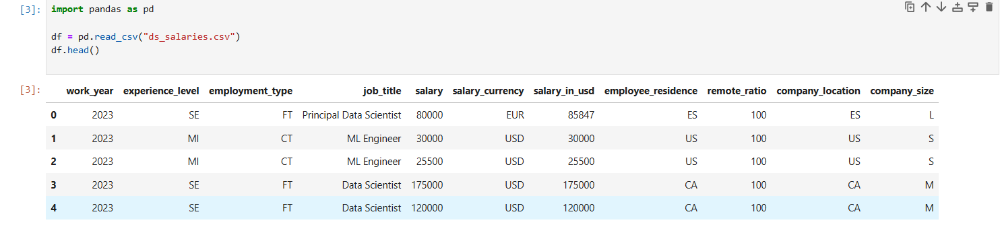 [3]: import pandas as pd
df = pd.read_csv("ds_salaries.csv")
df.head()
[3]: work_year experience_level employment_type job_title salary salary_currency salary_in_usd employee_residence remote_ratio company_location company_size
0 2023 SE FT Principal Data Scientist 80000 EUR 85847 ES 100 ES L
1 2023 MI CT ML Engineer 30000 USD 30000 US 100 US S
2 2023 MI CT ML Engineer 25500 USD 25500 US 100 US S
3 2023 SE FT Data Scientist 175000 USD 175000 CA 100 CA M
4 2023 SE FT Data Scientist 120000 USD 120000 CA 100 CA M